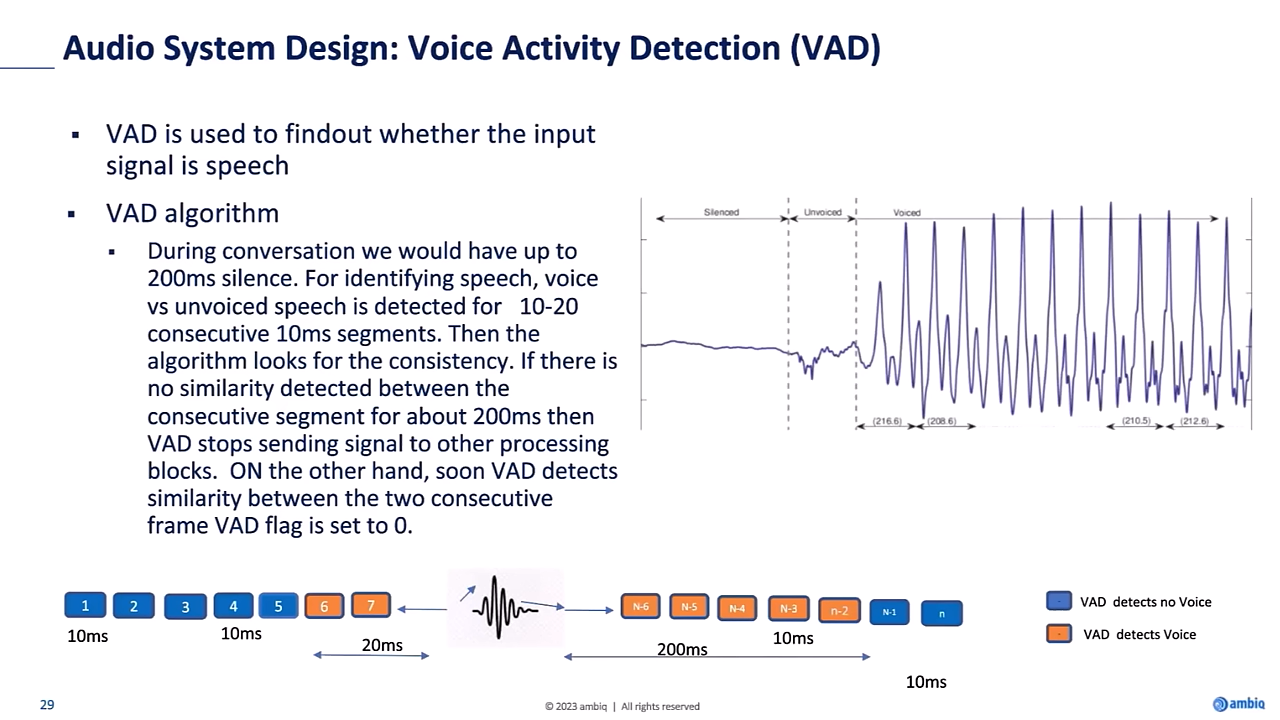 Audio System Design: Voice Activity Detection (VAD)
▪ VAD is used to findout whether the input
signal is speech
▪ VAD algorithm
▪ During conversation we would have up to
200ms silence. For identifying speech, voice
vs unvoiced speech is detected for 10-20
consecutive 10ms segments. Then the
algorithm looks for the consistency. If there is
no similarity detected between the
consecutive segment for about 200ms then
VAD stops sending signal to other processing
blocks. ON the other hand, soon VAD detects
similarity between the two consecutive
frame VAD flag is set to 0.
Silenced Unvoiced Voiced
(216.6) (208.6) (210.5) (212.6)
1 2 3 4 5 6 7 N-6 N-5 N-4 N-3 n-2 N-1 n
10ms 10ms 20ms 200ms 10ms 10ms
VAD detects no Voice
VAD detects Voice
29
© 2023 ambiq | All rights reserved
ambiq